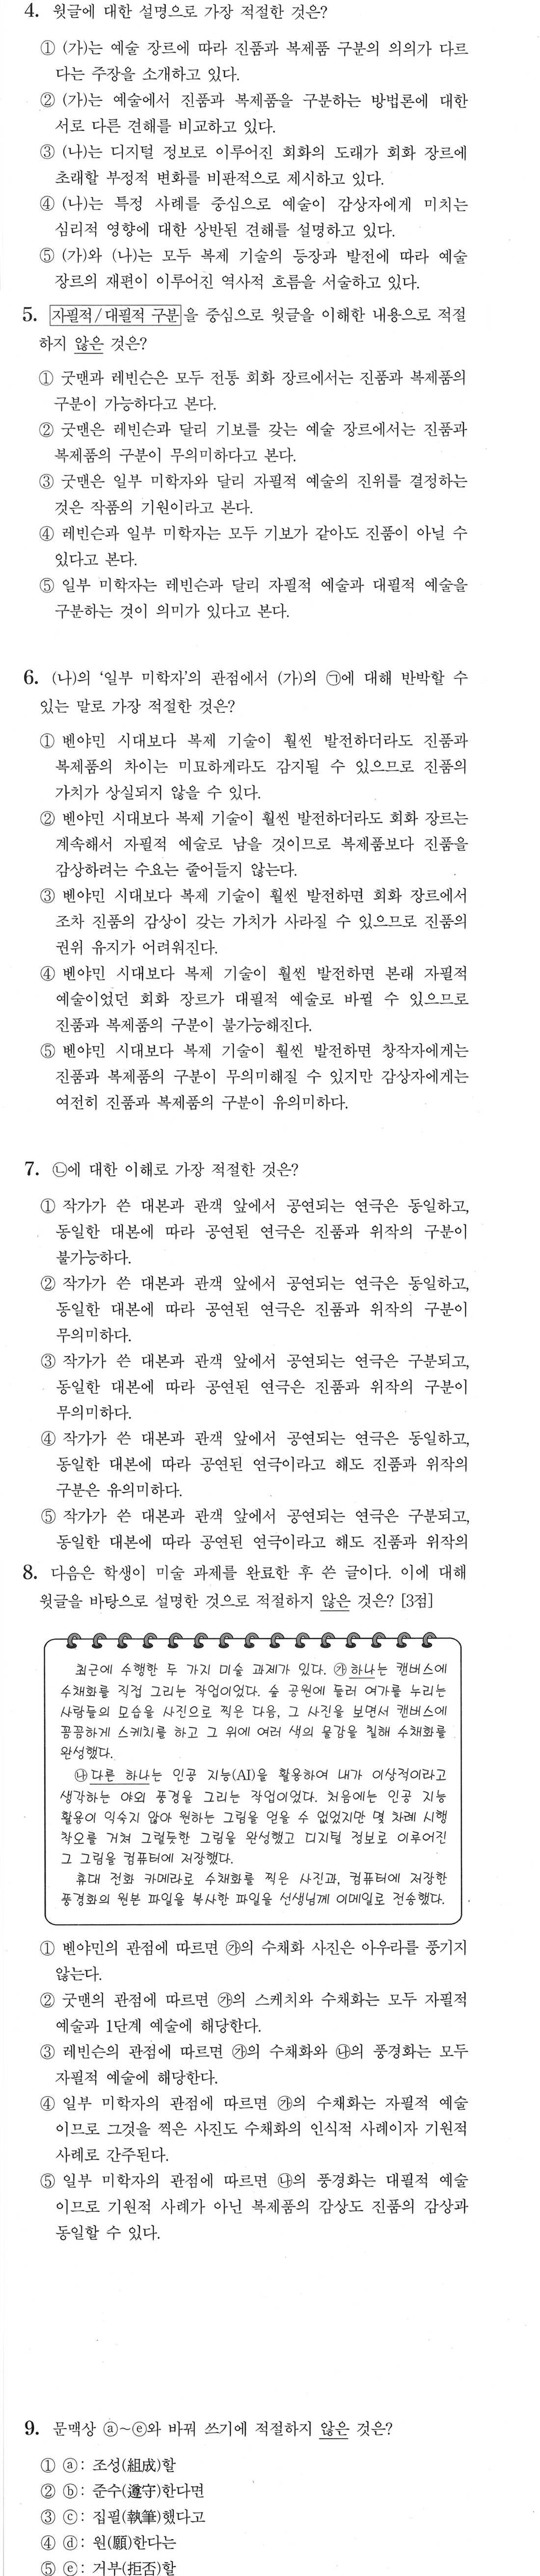 4. 윗글에 대한 설명으로 가장 적절한 것은?
① (가)는 예술 장르에 따라 진품과 복제품 구분의 의의가 다르
다는 주장을 소개하고 있다.
② (가)는 예술에서 진품과 복제품을 구분하는 방법론에 대한
서로 다른 견해를 비교하고 있다.
③ (나)는 디지털 정보로 이루어진 회화의 도래가 회화 장르에
초래할 부정적 변화를 비판적으로 제시하고 있다.
④ (나)는 특정 사례를 중심으로 예술이 감상자에게 미치는
심리적 영향에 대한 상반된 견해를 설명하고 있다.
⑤ (가)와 (나)는 모두 복제 기술의 등장과 발전에 따라 예술
장르의 재편이 이루어진 역사적 흐름을 서술하고 있다.
5. 자필적/대필적 구분을 중심으로 윗글을 이해한 내용으로 적절
하지 않은 것은?
① 굿맨과 레빈슨은 모두 전통 회화 장르에서는 진품과 복제품의
구분이 가능하다고 본다.
② 굿맨은 레빈슨과 달리 기보를 갖는 예술 장르에서는 진품과
복제품의 구분이 무의미하다고 본다.
③ 굿맨은 일부 미학자와 달리 자필적 예술의 진위를 결정하는
것은 작품의 기원이라고 본다.
④ 레빈슨과 일부 미학자는 모두 기보가 같아도 진품이 아닐 수
있다고 본다.
⑤ 일부 미학자는 레빈슨과 달리 자필적 예술과 대필적 예술을
구분하는 것이 의미가 있다고 본다.
6. (나)의 ‘일부 미학자’의 관점에서 (가)의 ㉠에 대해 반박할 수
있는 말로 가장 적절한 것은?
① 벤야민 시대보다 복제 기술이 훨씬 발전하더라도 진품과
복제품의 차이는 미묘하게라도 감지될 수 있으므로 진품의
가치가 상실되지 않을 수 있다.
② 벤야민 시대보다 복제 기술이 훨씬 발전하더라도 회화 장르는
계속해서 자필적 예술로 남을 것이므로 복제품보다 진품을
감상하려는 수요는 줄어들지 않는다.
③ 벤야민 시대보다 복제 기술이 훨씬 발전하면 회화 장르에서
조차 진품의 감상이 갖는 가치가 사라질 수 있으므로 진품의
권위 유지가 어려워진다.
④ 벤야민 시대보다 복제 기술이 훨씬 발전하면 본래 자필적
예술이었던 회화 장르가 대필적 예술로 바뀔 수 있으므로
진품과 복제품의 구분이 불가능해진다.
⑤ 벤야민 시대보다 복제 기술이 훨씬 발전하면 창작자에게는
진품과 복제품의 구분이 무의미해질 수 있지만 감상자에게는
여전히 진품과 복제품의 구분이 유의미하다.
7. ㉡에 대한 이해로 가장 적절한 것은?
① 작가가 쓴 대본과 관객 앞에서 공연되는 연극은 동일하고,
동일한 대본에 따라 공연된 연극은 진품과 위작의 구분이
불가능하다.
② 작가가 쓴 대본과 관객 앞에서 공연되는 연극은 동일하고,
동일한 대본에 따라 공연된 연극은 진품과 위작의 구분이
무의미하다.
③ 작가가 쓴 대본과 관객 앞에서 공연되는 연극은 구분되고,
동일한 대본에 따라 공연된 연극은 진품과 위작의 구분이
무의미하다.
④ 작가가 쓴 대본과 관객 앞에서 공연되는 연극은 동일하고,
동일한 대본에 따라 공연된 연극이라고 해도 진품과 위작의
구분은 유의미하다.
⑤ 작가가 쓴 대본과 관객 앞에서 공연되는 연극은 구분되고,
동일한 대본에 따라 공연된 연극이라고 해도 진품과 위작의
8. 다음은 학생이 미술 과제를 완료한 후 쓴 글이다. 이에 대해
윗글을 바탕으로 설명한 것으로 적절하지 않은 것은? [3점]
최근에 수행한 두 가지 미술 과제가 있다. ㉮하나는 캔버스에
수채화를 직접 그리는 작업이었다. 숲 공원에 들러 여가를 누리는
사람들의 모습을 사진으로 찍은 다음, 그 사진을 보면서 캔버스에
꼼꼼하게 스케치를 하고 그 위에 여러 색의 물감을 칠해 수채화를
완성했다.
㉯다른 하나는 인공 지능(AI)을 활용하여 내가 이상적이라고
생각하는 야외 풍경을 그리는 작업이었다. 처음에는 인공 지능
활용이 익숙지 않아 원하는 그림을 얻을 수 없었지만 몇 차례 시행
착오를 거쳐 그럴듯한 그림을 완성했고 디지털 정보로 이루어진
그 그림을 컴퓨터에 저장했다.
휴대 전화 카메라로 수채화를 찍은 사진과, 컴퓨터에 저장한
풍경화의 원본 파일을 복사한 파일을 선생님께 이메일로 전송했다.
① 벤야민의 관점에 따르면 ㉮의 수채화 사진은 아우라를 풍기지
않는다.
② 굿맨의 관점에 따르면 ㉮의 스케치와 수채화는 모두 자필적
예술과 1단계 예술에 해당한다.
③ 레빈슨의 관점에 따르면 ㉮의 수채화와 ㉯의 풍경화는 모두
자필적 예술에 해당한다.
④ 일부 미학자의 관점에 따르면 ㉮의 수채화는 자필적 예술
이므로 그것을 찍은 사진도 수채화의 인식적 사례이자 기원적
사례로 간주된다.
⑤ 일부 미학자의 관점에 따르면 ㉯의 풍경화는 대필적 예술
이므로 기원적 사례가 아닌 복제품의 감상도 진품의 감상과
동일할 수 있다.
9. 문맥상 ⓐ~ⓔ와 바꿔 쓰기에 적절하지 않은 것은?
① ⓐ: 조성(組成)할
② ⓑ: 준수(遵守)한다면
③ ⓒ: 집필(執筆)했다고
④ ⓓ: 원(願)한다는
⑤ ⓔ: 거부(拒否)할